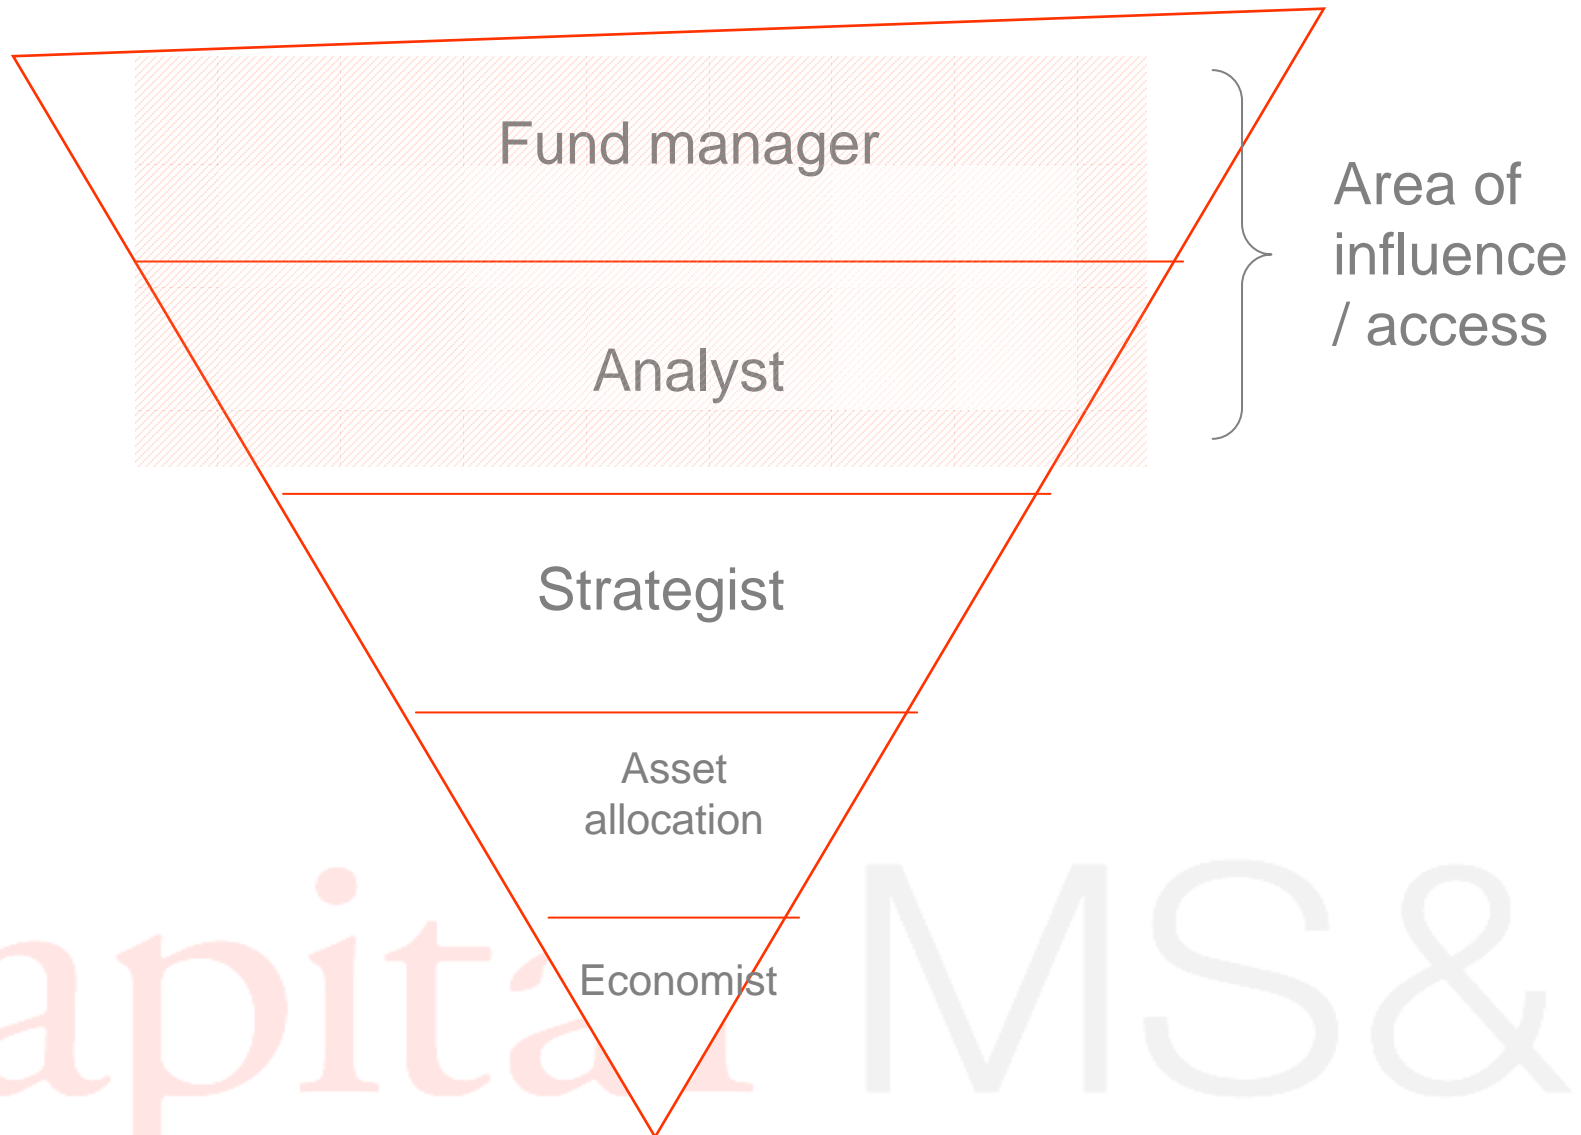 Fund manager
Area of
influence
/ access
Analyst
Strategist
Asset
allocation
Economist
apital MS&